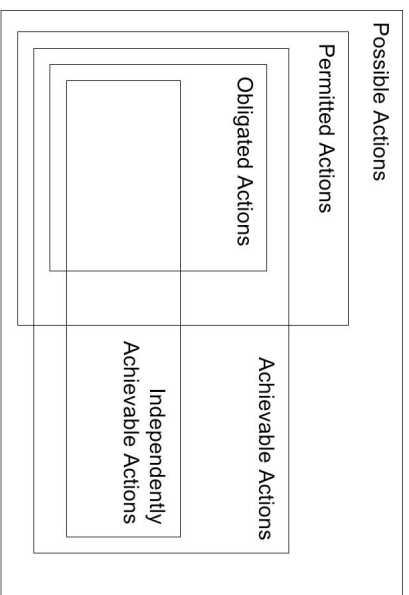 Possible Actions
Permitted Actions
Obligated Actions
Achievable Actions
Independently
Achievable Actions